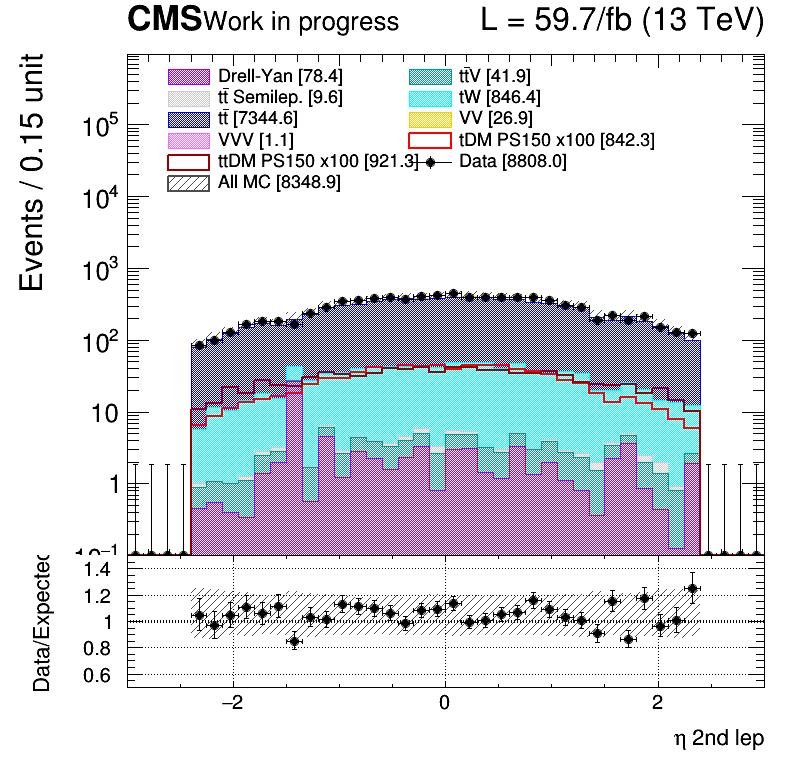 CMS Work in progress L = 59.7/fb (13 TeV)
Drell-Yan [78.4] tt̄V [41.9]
tt̄ Semilep. [9.6] tW [846.4]
tt̄ [7344.6] VV [26.9]
VVV [1.1] tDM PS150 x100 [842.3]
ttDM PS150 x100 [921.3] Data [8808.0]
All MC [8348.9]
Events / 0.15 unit
10⁵
10⁴
10³
10²
10
1
10⁻¹
Data/Expected
1.4
1.2
1
0.8
0.6
−2 0 2
η 2nd lep